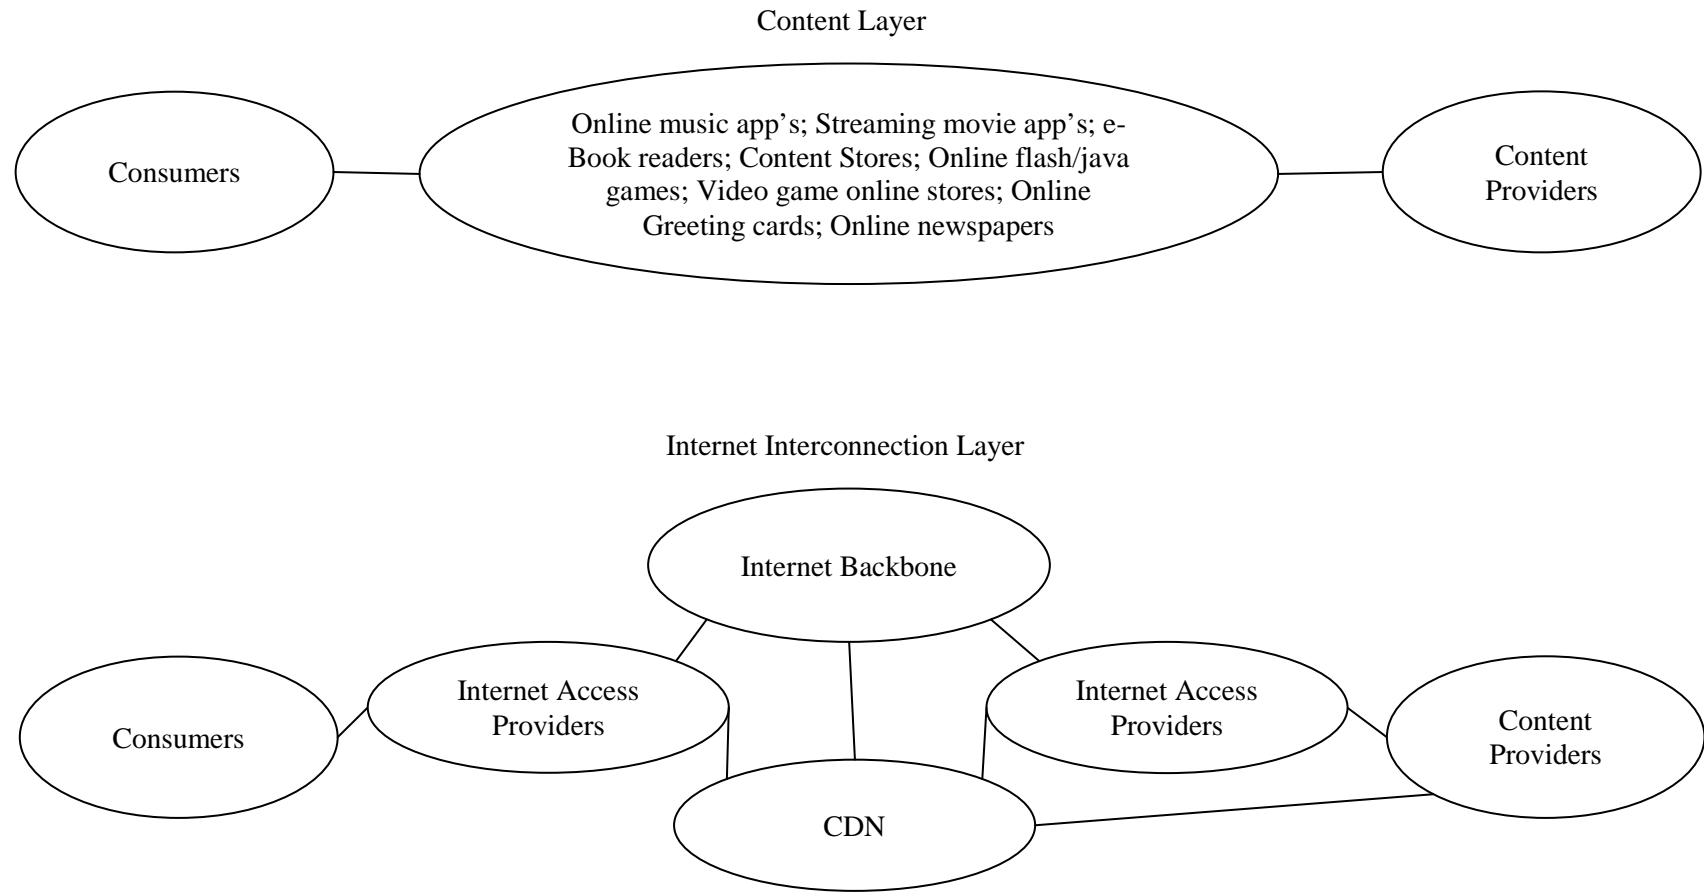 Content Layer
Consumers
Online music app’s; Streaming movie app’s; e-
Book readers; Content Stores; Online flash/java
games; Video game online stores; Online
Greeting cards; Online newspapers
Content
Providers
Internet Interconnection Layer
Internet Backbone
Consumers
Internet Access
Providers
Internet Access
Providers
Content
Providers
CDN